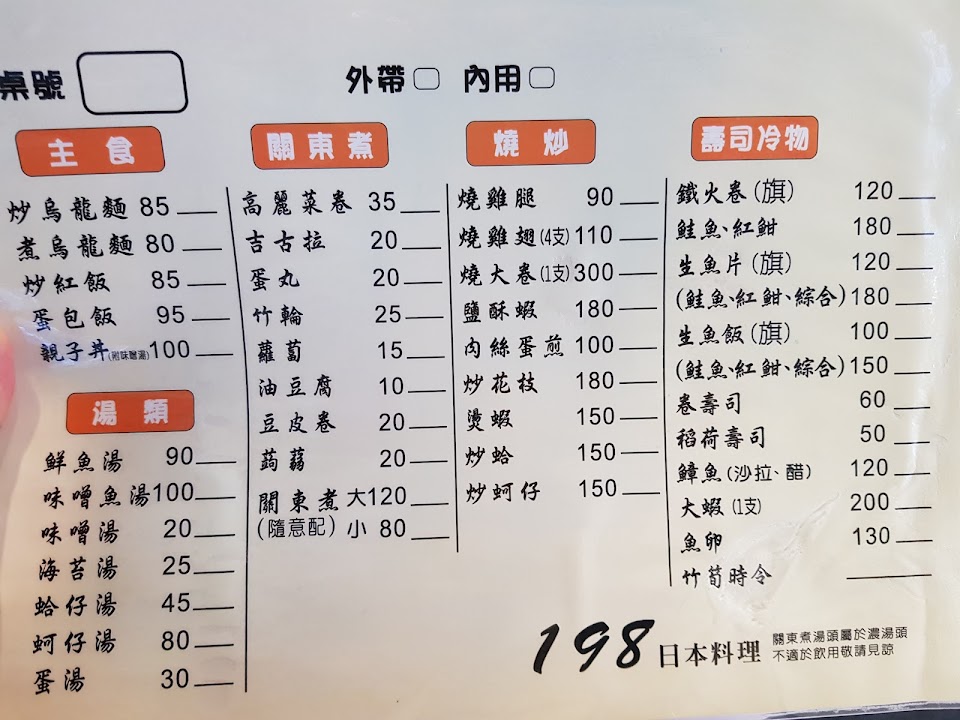 桌號
外帶 內用
主食
炒烏龍麵 85
煮烏龍麵 80
炒紅飯 85
蛋包飯 95
親子丼(附味噌湯) 100
湯類
鮮魚湯 90
味噌魚湯 100
味噌湯 20
海苔湯 25
蛤仔湯 45
蚵仔湯 80
蛋湯 30
關東煮
高麗菜卷 35
吉古拉 20
蛋丸 20
竹輪 25
蘿蔔 15
油豆腐 10
豆皮卷 20
蒟蒻 20
關東煮 大 120
(隨意配) 小 80
燒炒
燒雞腿 90
燒雞翅(4支) 110
燒大卷(1支) 300
鹽酥蝦 180
肉絲蛋煎 100
炒花枝 180
燙蝦 150
炒蛤 150
炒蚵仔 150
壽司冷物
鐵火卷(旗) 120
鮭魚、紅魽 180
生魚片(旗) 120
(鮭魚、紅魽、綜合) 180
生魚飯(旗) 100
(鮭魚、紅魽、綜合) 150
卷壽司 60
稻荷壽司 50
鱆魚(沙拉、醋) 120
大蝦(1支) 200
魚卵 130
竹筍時令
198 日本料理
關東煮湯頭屬於濃湯頭
不適於飲用敬請見諒